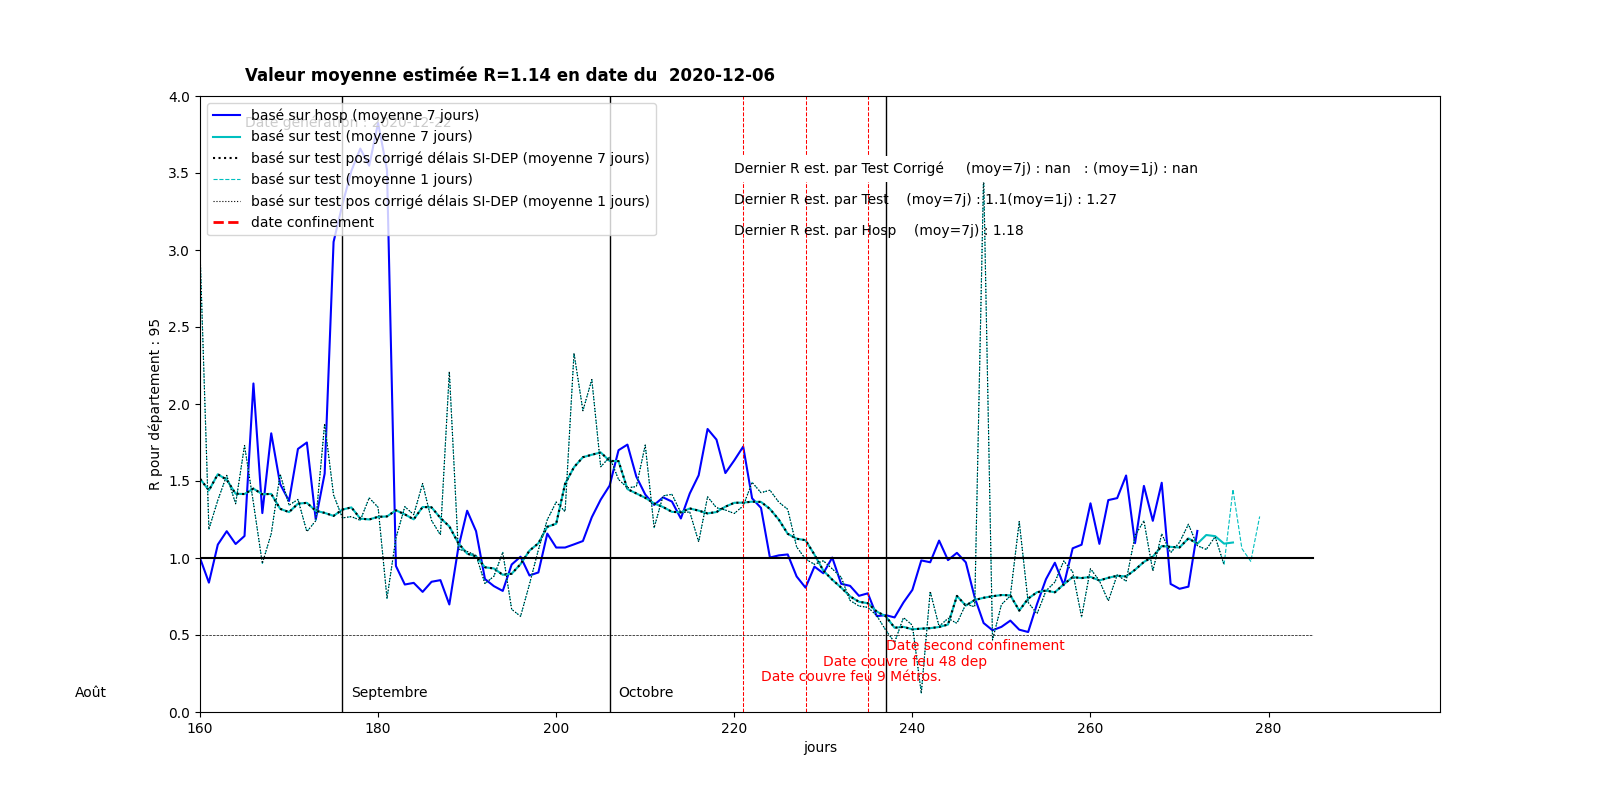 Valeur moyenne estimée R=1.14 en date du  2020-12-06
Date génération : 2020-12-22
basé sur hosp (moyenne 7 jours)
basé sur test (moyenne 7 jours)
basé sur test pos corrigé délais SI-DEP (moyenne 7 jours)
basé sur test (moyenne 1 jours)
basé sur test pos corrigé délais SI-DEP (moyenne 1 jours)
date confinement
Dernier R est. par Test Corrigé     (moy=7j) : nan   : (moy=1j) : nan
Dernier R est. par Test    (moy=7j) : 1.1(moy=1j) : 1.27
Dernier R est. par Hosp    (moy=7j) : 1.18
4.0
3.5
3.0
2.5
2.0
1.5
1.0
0.5
0.0
R pour département : 95
Date second confinement
Date couvre feu 48 dep
Date couvre feu 9 Métros.
Août
Septembre
Octobre
160
180
200
220
240
260
280
jours